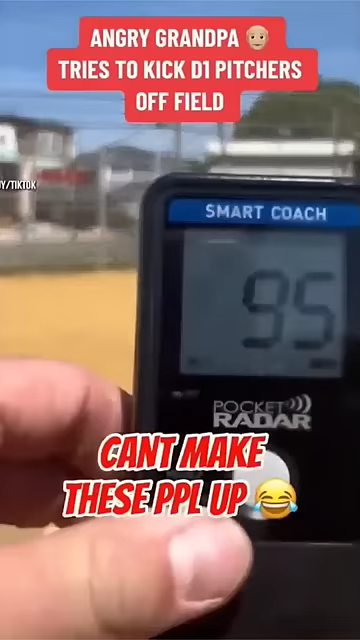 ANGRY GRANDPA 👴🏼
TRIES TO KICK D1 PITCHERS
OFF FIELD
/TIKTOK
SMART COACH
95
POCKET
RADAR
CANT MAKE
THESE PPL UP 😂